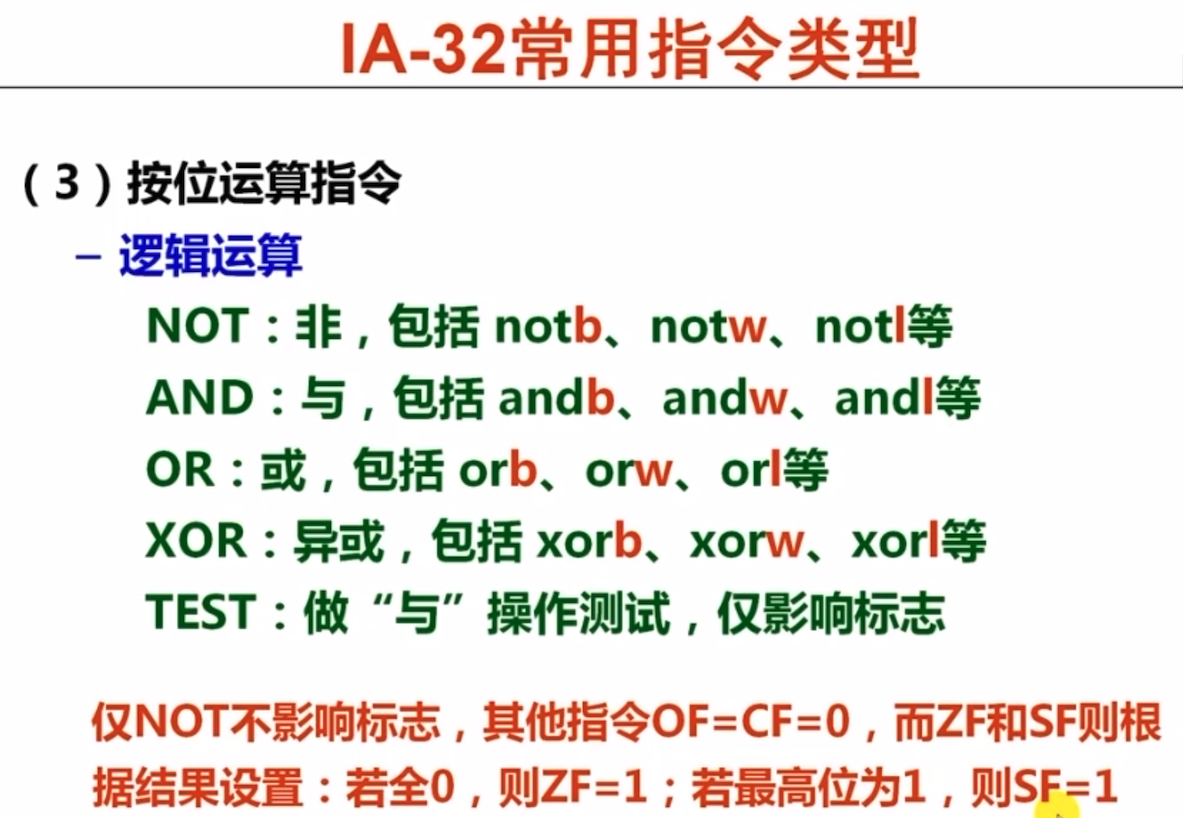 IA-32常用指令类型
（3）按位运算指令
– 逻辑运算
NOT：非，包括 notb、notw、notl等
AND：与，包括 andb、andw、andl等
OR：或，包括 orb、orw、orl等
XOR：异或，包括 xorb、xorw、xorl等
TEST：做“与”操作测试，仅影响标志
仅NOT不影响标志，其他指令OF=CF=0，而ZF和SF则根
据结果设置：若全0，则ZF=1；若最高位为1，则SF=1